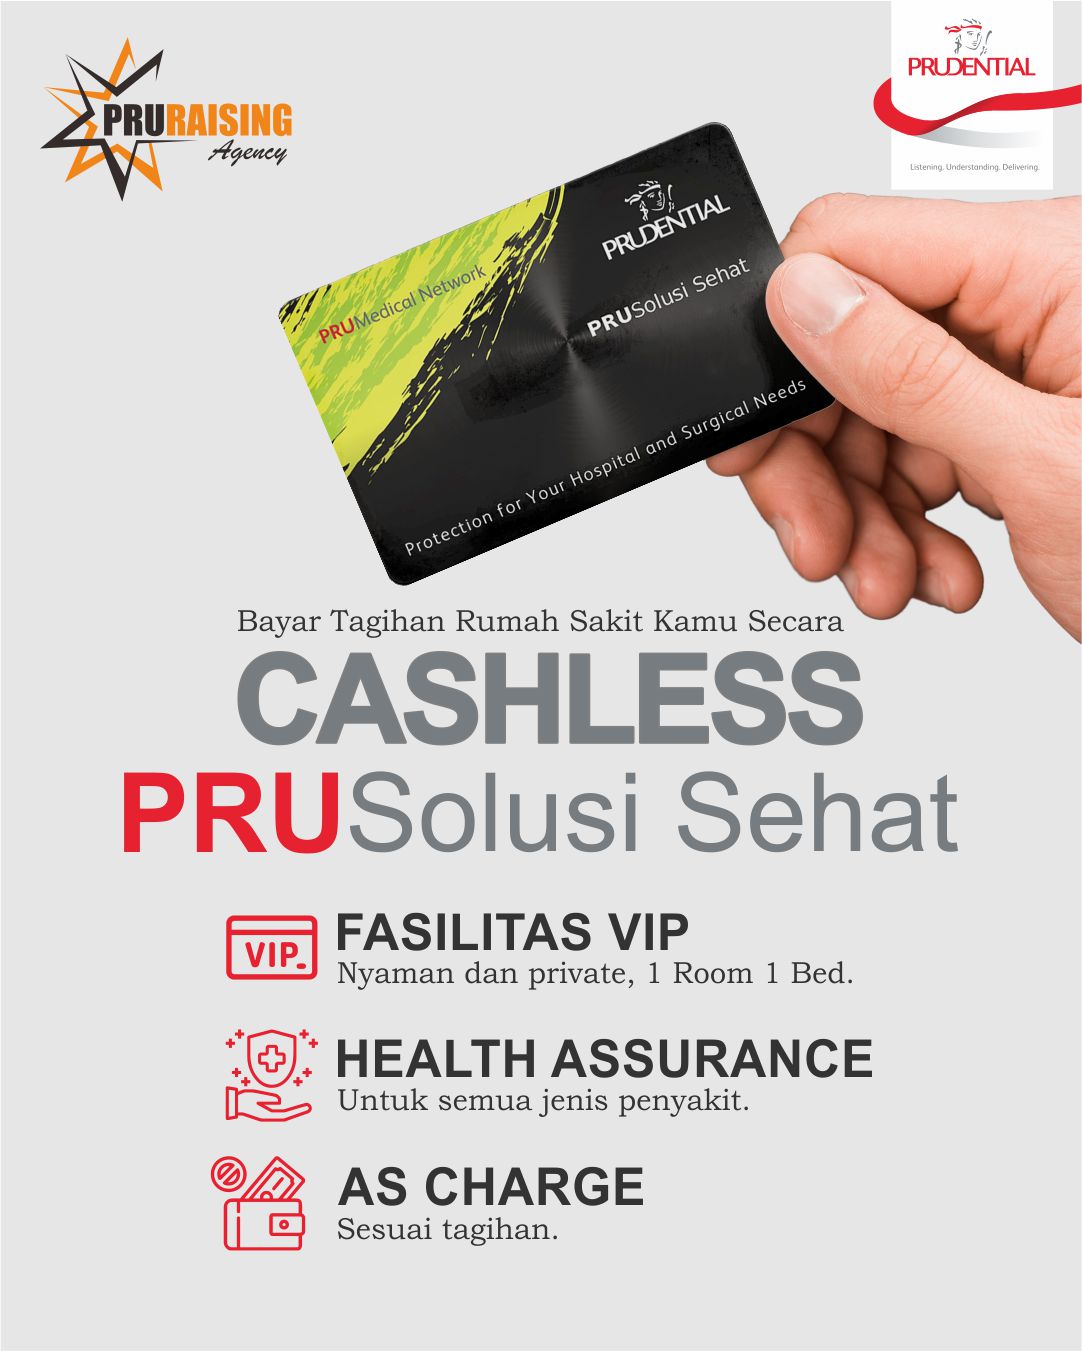 PRURAISING
Agency
PRUDENTIAL
Listening. Understanding. Delivering.
PRUMedical Network
PRUDENTIAL
PRUSolusi Sehat
Protection for Your Hospital and Surgical Needs
Bayar Tagihan Rumah Sakit Kamu Secara
CASHLESS
PRUSolusi Sehat
VIP
FASILITAS VIP
Nyaman dan private, 1 Room 1 Bed.
HEALTH ASSURANCE
Untuk semua jenis penyakit.
AS CHARGE
Sesuai tagihan.